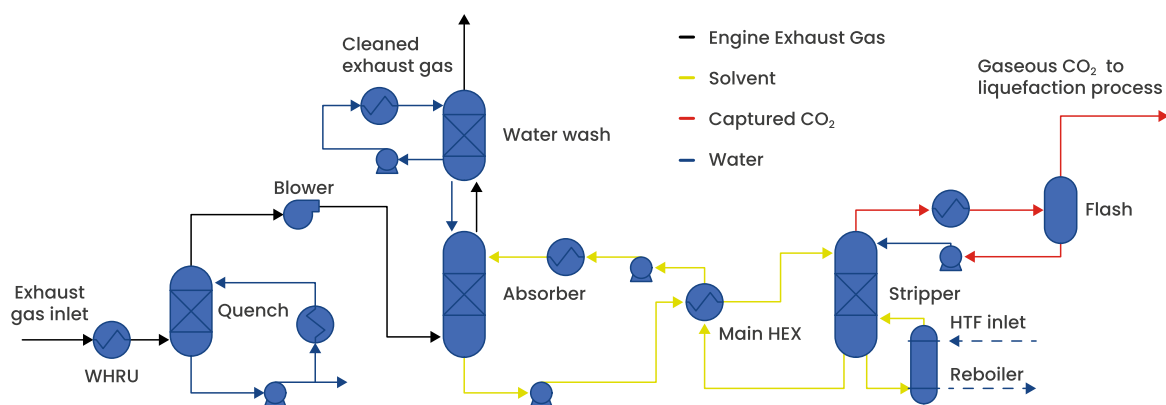 Cleaned
exhaust gas
Engine Exhaust Gas
Solvent
Captured CO₂
Water
Gaseous CO₂ to
liquefaction process
Water wash
Blower
Flash
Exhaust
gas inlet
Quench
Absorber
Stripper
Main HEX
HTF inlet
WHRU
Reboiler